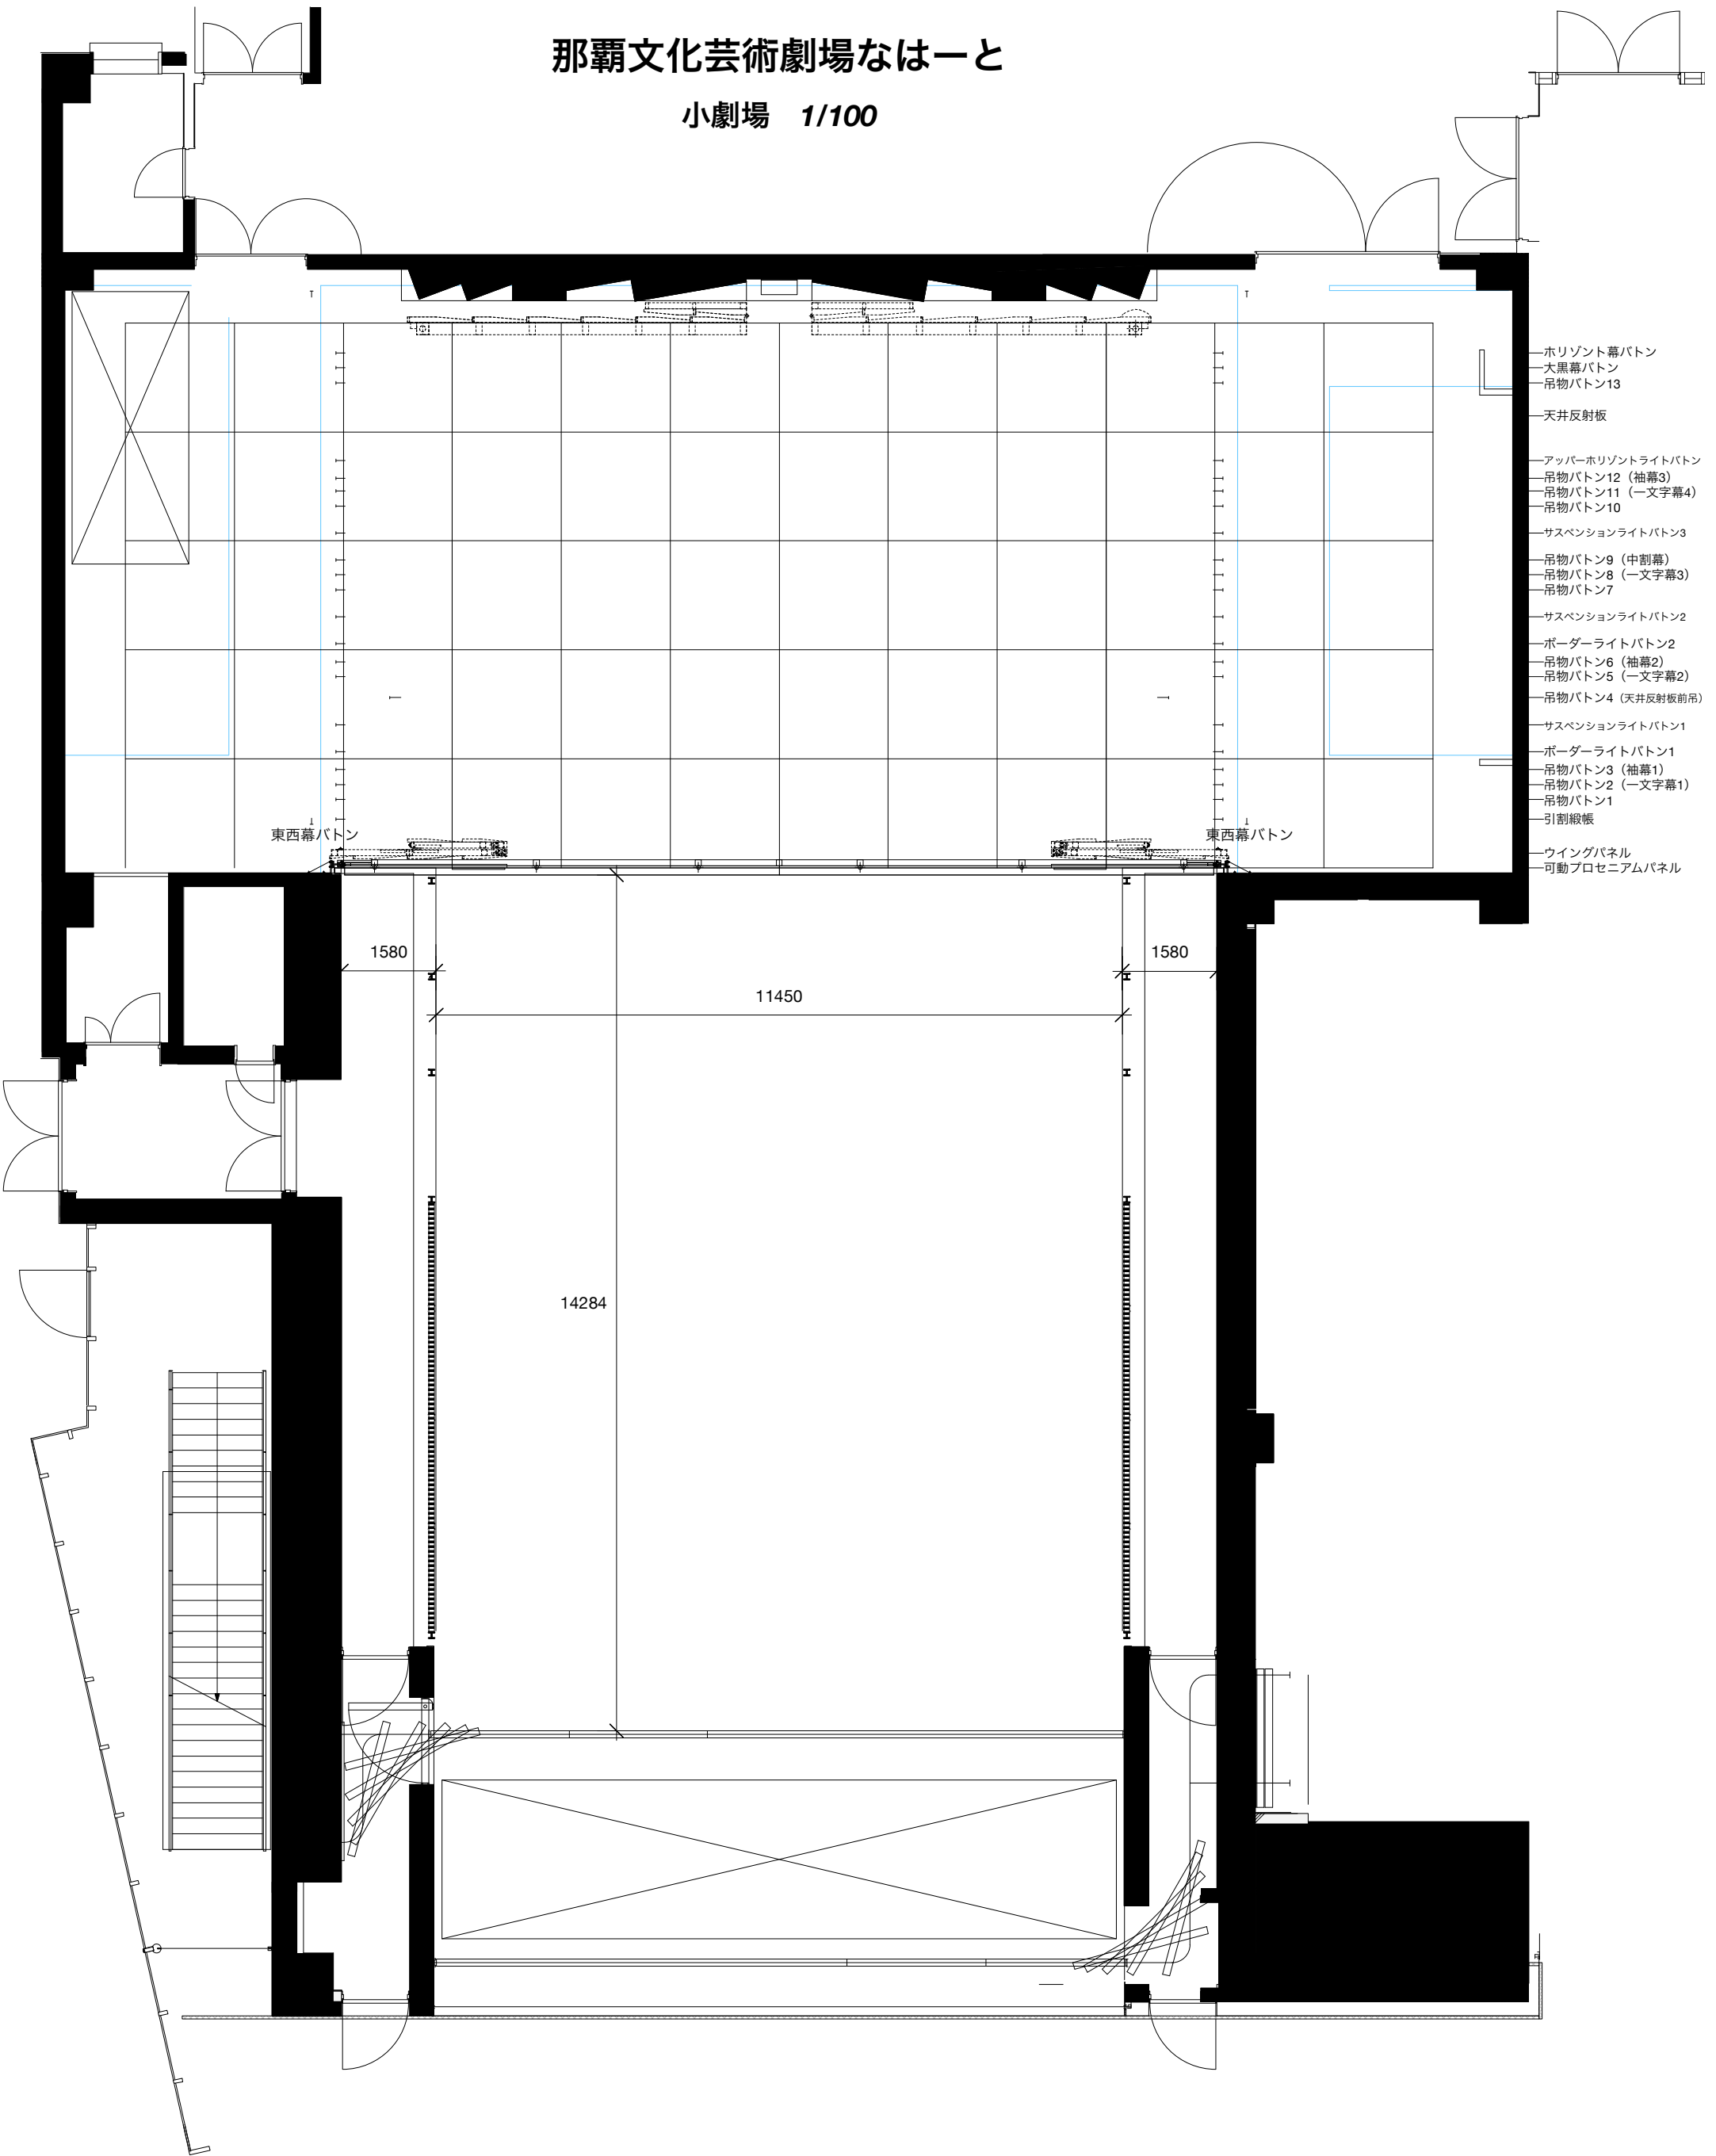 那覇文化芸術劇場なはーと
小劇場　1/100
ホリゾント幕バトン
大黒幕バトン
吊物バトン13
天井反射板
アッパーホリゾントライトバトン
吊物バトン12（袖幕3）
吊物バトン11（一文字幕4）
吊物バトン10
サスペンションライトバトン3
吊物バトン9（中割幕）
吊物バトン8（一文字幕3）
吊物バトン7
サスペンションライトバトン2
ボーダーライトバトン2
吊物バトン6（袖幕2）
吊物バトン5（一文字幕2）
吊物バトン4（天井反射板前吊）
サスペンションライトバトン1
ボーダーライトバトン1
吊物バトン3（袖幕1）
吊物バトン2（一文字幕1）
吊物バトン1
引割緞帳
東西幕バトン
東西幕バトン
ウイングパネル
可動プロセニアムパネル
1580
1580
11450
14284